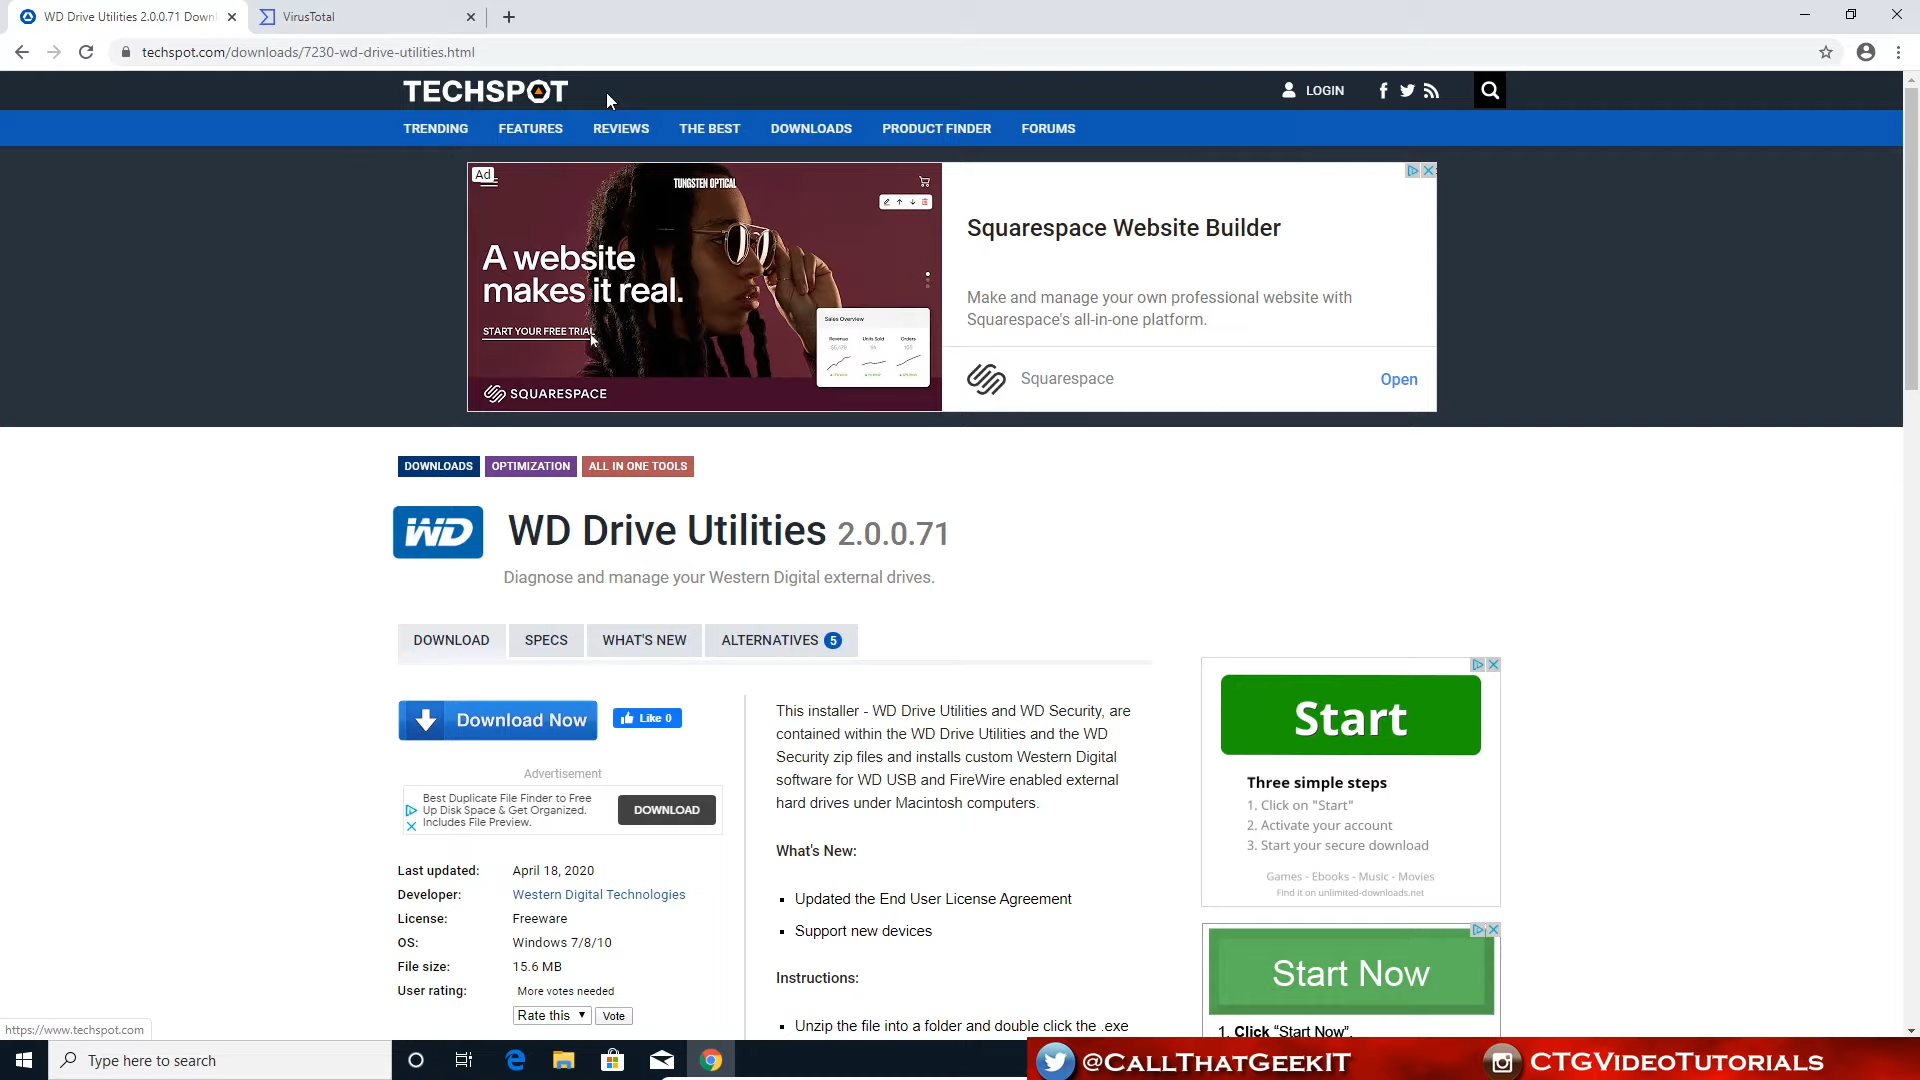 WD Drive Utilities 2.0.0.71 Downl
VirusTotal
techspot.com/downloads/7230-wd-drive-utilities.html
TECHSPOT
LOGIN
TRENDING
FEATURES
REVIEWS
THE BEST
DOWNLOADS
PRODUCT FINDER
FORUMS
Ad
TUNGSTEN OPTICAL
A website
makes it real.
START YOUR FREE TRIAL
SQUARESPACE
Sales Overview
Revenue
Units Sold
Orders
Squarespace Website Builder
Make and manage your own professional website with
Squarespace's all-in-one platform.
Squarespace
Open
DOWNLOADS
OPTIMIZATION
ALL IN ONE TOOLS
WD
WD Drive Utilities 2.0.0.71
Diagnose and manage your Western Digital external drives.
DOWNLOAD
SPECS
WHAT'S NEW
ALTERNATIVES 5
Download Now
Like 0
Advertisement
Best Duplicate File Finder to Free
Up Disk Space & Get Organized.
Includes File Preview.
DOWNLOAD
Last updated: April 18, 2020
Developer: Western Digital Technologies
License: Freeware
OS: Windows 7/8/10
File size: 15.6 MB
User rating: More votes needed
Rate this
Vote
This installer - WD Drive Utilities and WD Security, are
contained within the WD Drive Utilities and the WD
Security zip files and installs custom Western Digital
software for WD USB and FireWire enabled external
hard drives under Macintosh computers.
What's New:
Updated the End User License Agreement
Support new devices
Instructions:
Unzip the file into a folder and double click the .exe
Start
Three simple steps
1. Click on "Start"
2. Activate your account
3. Start your secure download
Games - Ebooks - Music - Movies
Find it on unlimited-downloads.net
Start Now
1. Click “Start Now”.
https://www.techspot.com
Type here to search
@CALLTHATGEEKIT
CTGVIDEOTUTORIALS